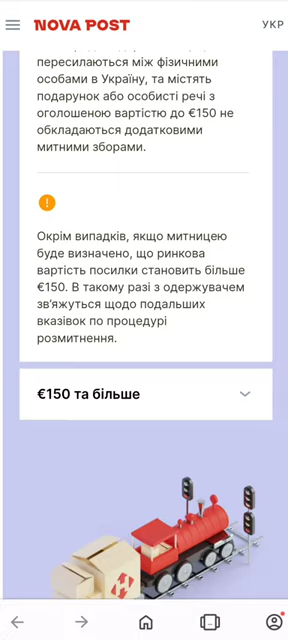 NOVA POST
УКР
пересилаються між фізичними
особами в Україну, та містять
подарунок або особисті речі з
оголошеною вартістю до €150 не
обкладаються додатковими
митними зборами.
Окрім випадків, якщо митницею
буде визначено, що ринкова
вартість посилки становить більше
€150. В такому разі з одержувачем
зв’яжуться щодо подальших
вказівок по процедурі
розмитнення.
€150 та більше